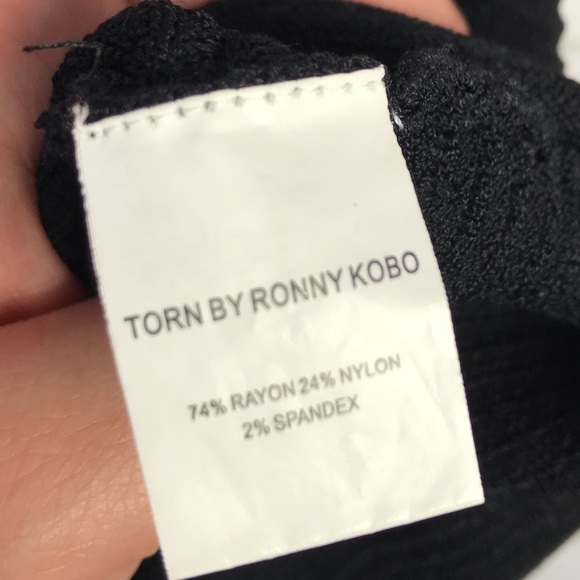 TORN BY RONNY KOBO
74% RAYON 24% NYLON
2% SPANDEX